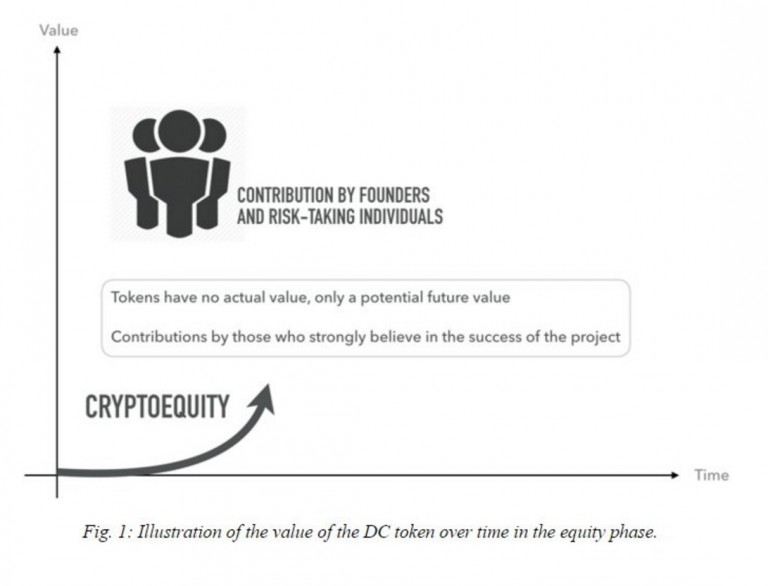 Value
CONTRIBUTION BY FOUNDERS
AND RISK-TAKING INDIVIDUALS
Tokens have no actual value, only a potential future value
Contributions by those who strongly believe in the success of the project
CRYPTOEQUITY
Time
Fig. 1: Illustration of the value of the DC token over time in the equity phase.